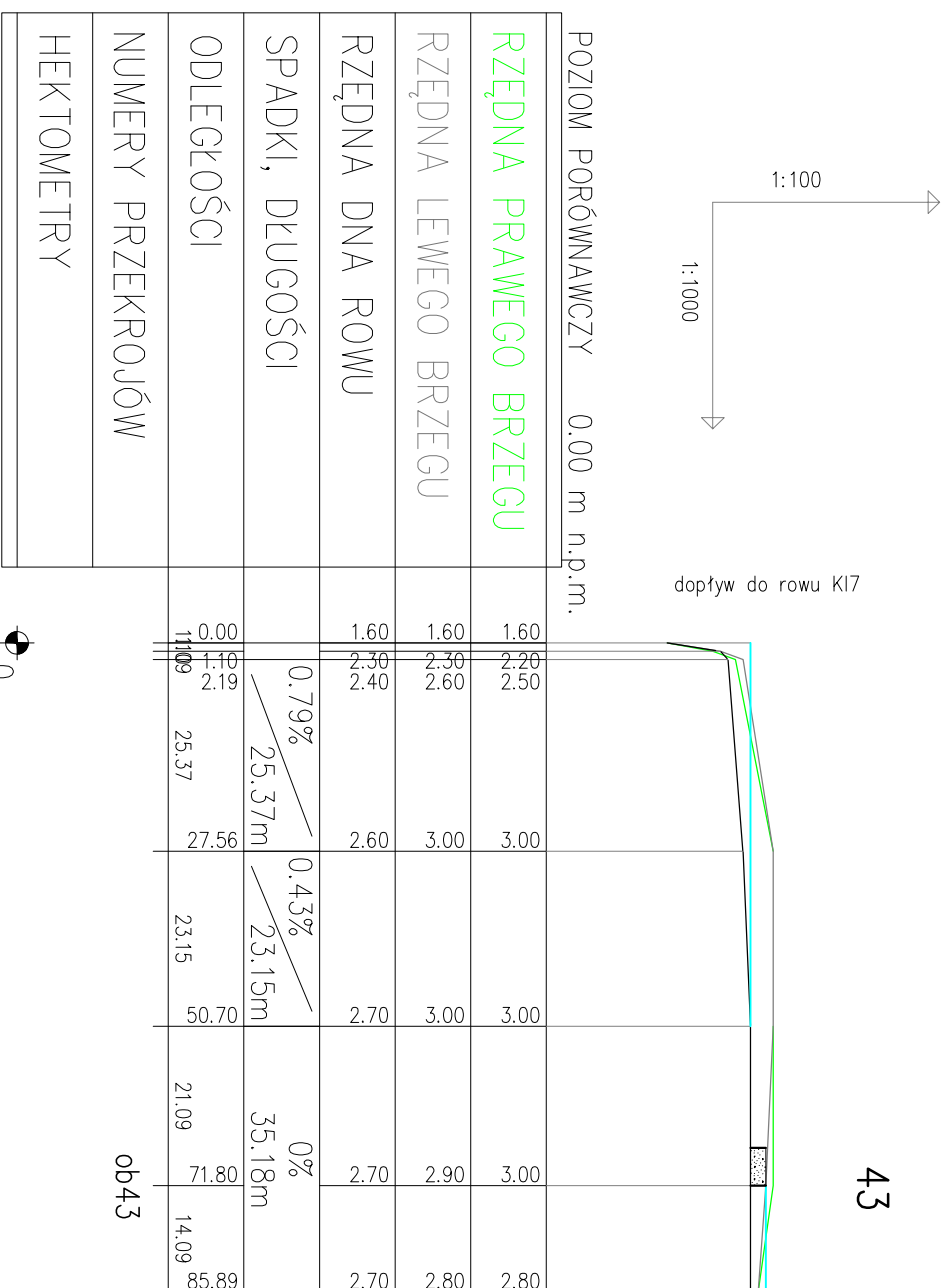 43
1:100
1:1000
dopływ do rowu Kl7
POZIOM PORÓWNAWCZY 0.00 m n.p.m.
RZĘDNA PRAWEGO BRZEGU 1.60 2.20 2.50 3.00 3.00 3.00 2.80
RZĘDNA LEWEGO BRZEGU 1.60 2.30 2.60 3.00 3.00 2.90 2.80
RZĘDNA DNA ROWU 1.60 2.30 2.40 2.60 2.70 2.70 2.70
SPADKI, DŁUGOŚCI 0.79% 25.37m 0.43% 23.15m 0% 35.18m
ODLEGŁOŚCI 0.00 1.10 2.19 27.56 50.70 71.80 85.89
25.37 23.15 21.09 14.09
NUMERY PRZEKROJÓW ob43
HEKTOMETRY